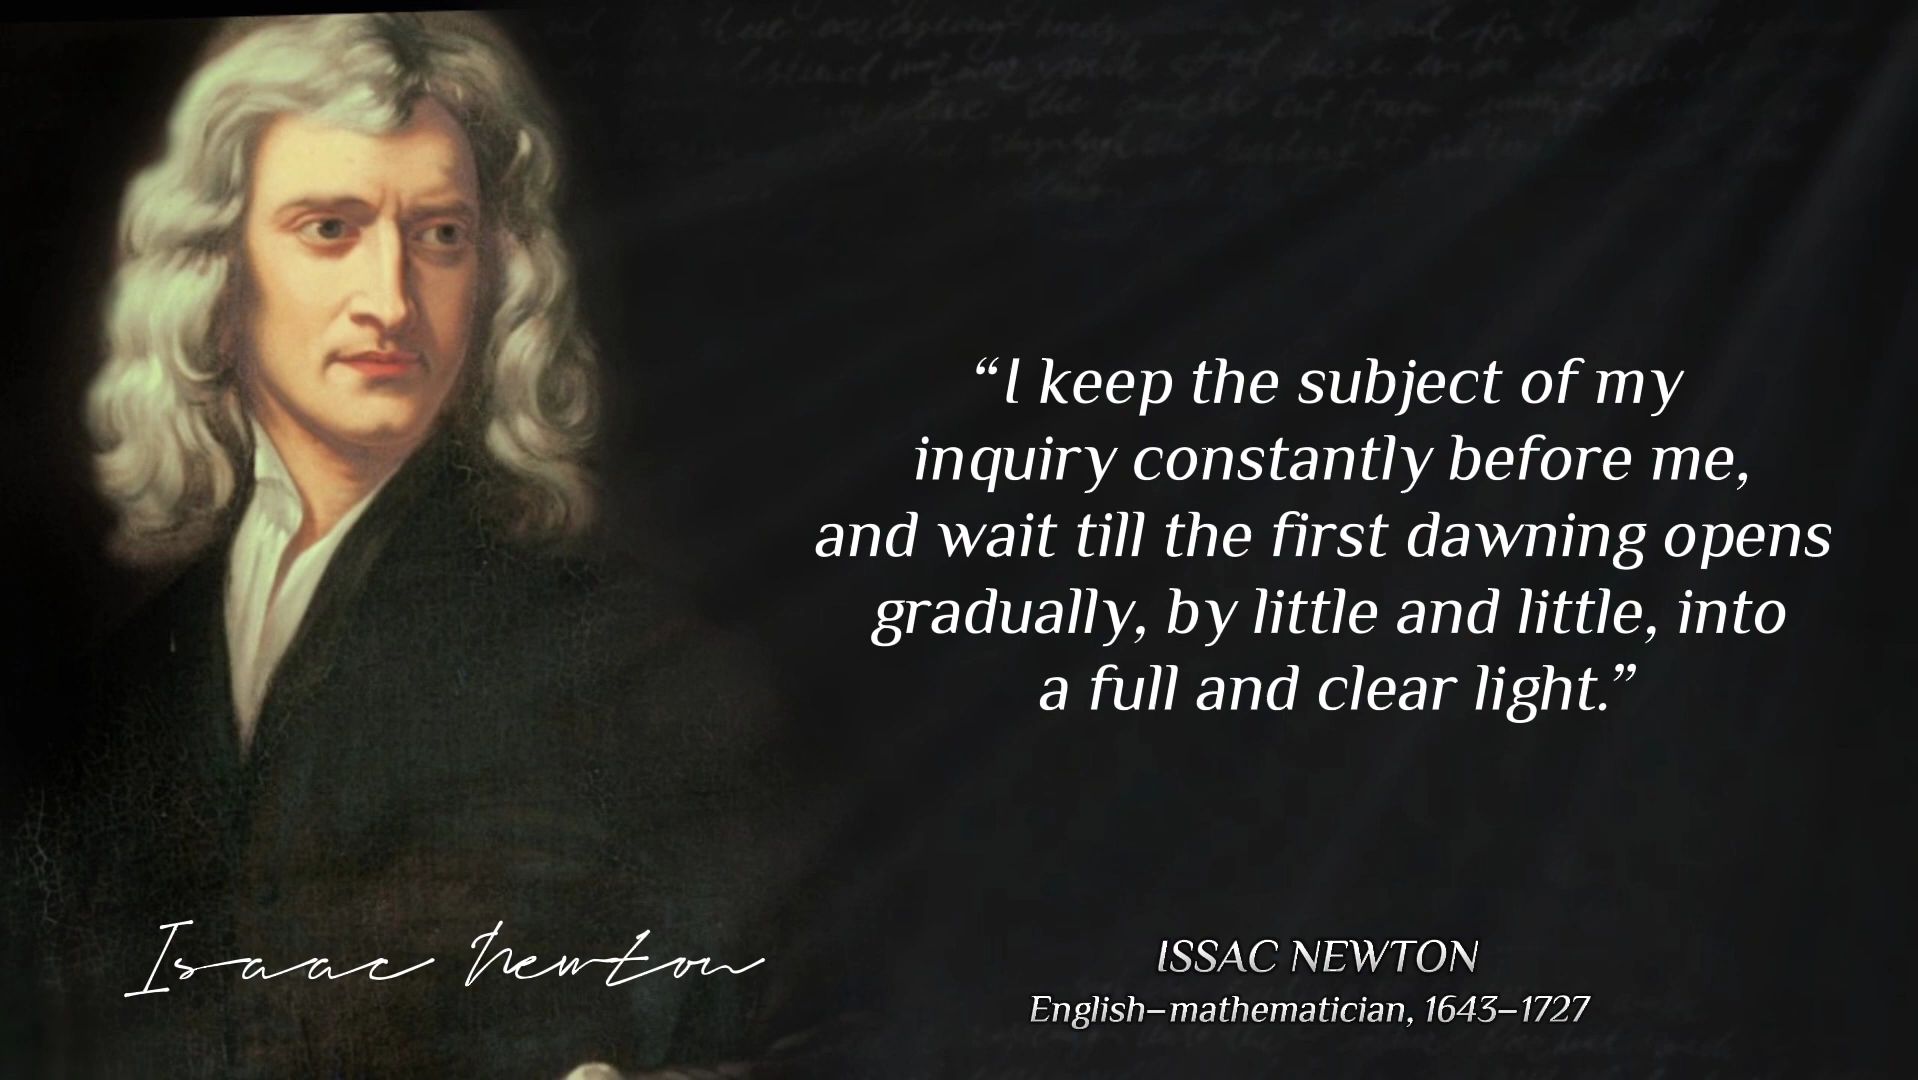 “I keep the subject of my
inquiry constantly before me,
and wait till the first dawning opens
gradually, by little and little, into
a full and clear light.”
Isaac Newton
ISSAC NEWTON
English–mathematician, 1643–1727